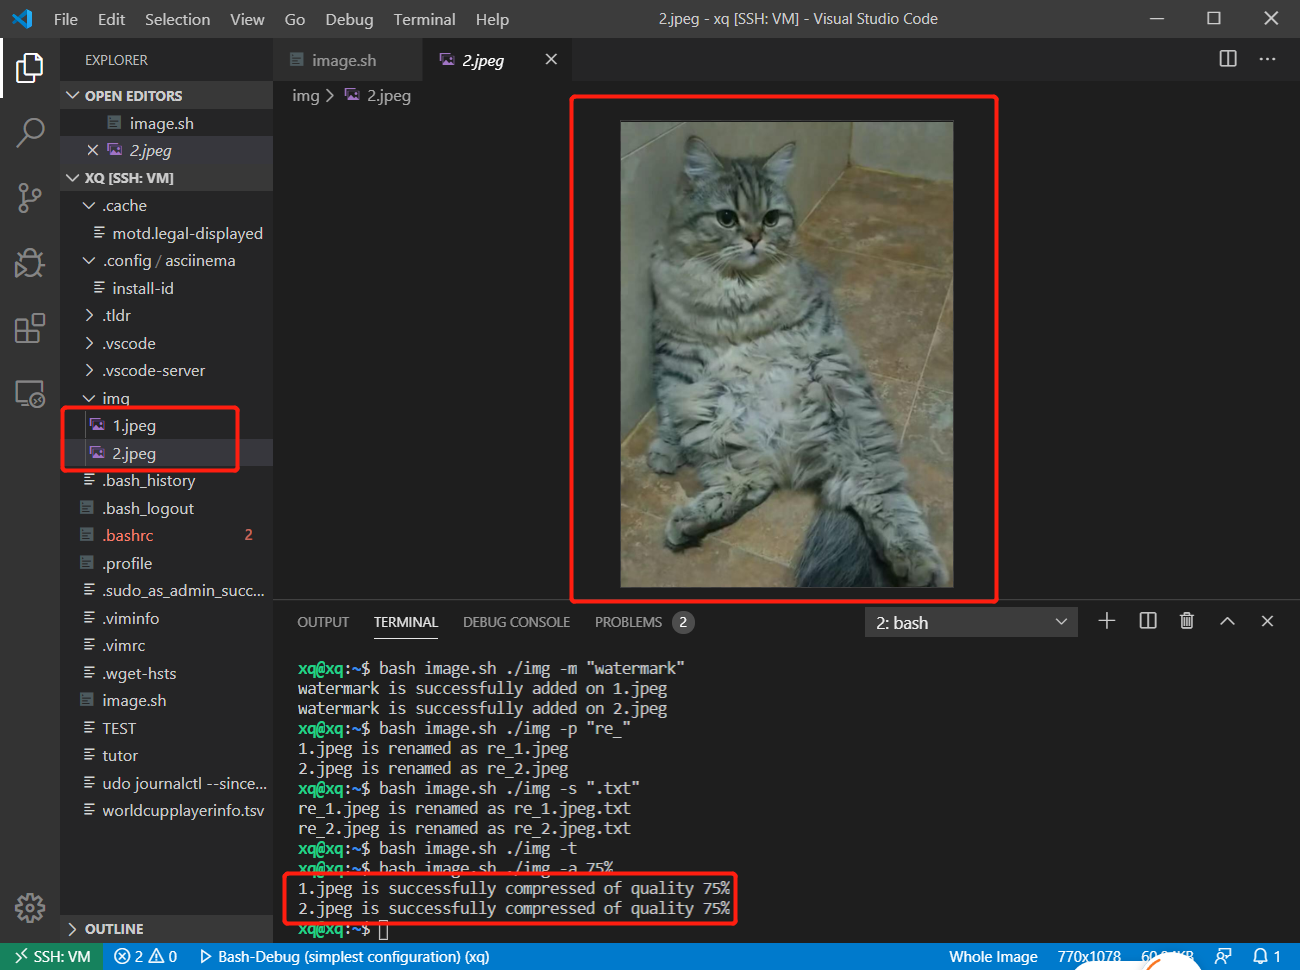 File Edit Selection View Go Debug Terminal Help 2.jpeg - xq [SSH: VM] - Visual Studio Code
EXPLORER
image.sh
2.jpeg
OPEN EDITORS
image.sh
2.jpeg
XQ [SSH: VM]
.cache
motd.legal-displayed
.config / asciinema
install-id
.tldr
.vscode
.vscode-server
img
1.jpeg
2.jpeg
.bash_history
.bash_logout
.bashrc 2
.profile
.sudo_as_admin_succ...
.viminfo
.vimrc
.wget-hsts
image.sh
TEST
tutor
udo journalctl --since...
worldcupplayerinfo.tsv
OUTLINE
img > 2.jpeg
OUTPUT TERMINAL DEBUG CONSOLE PROBLEMS 2
2: bash
xq@xq:~$ bash image.sh ./img -m "watermark"
watermark is successfully added on 1.jpeg
watermark is successfully added on 2.jpeg
xq@xq:~$ bash image.sh ./img -p "re_"
1.jpeg is renamed as re_1.jpeg
2.jpeg is renamed as re_2.jpeg
xq@xq:~$ bash image.sh ./img -s ".txt"
re_1.jpeg is renamed as re_1.jpeg.txt
re_2.jpeg is renamed as re_2.jpeg.txt
xq@xq:~$ bash image.sh ./img -t
xq@xq:~$ bash image.sh ./img -a 75%
1.jpeg is successfully compressed of quality 75%
2.jpeg is successfully compressed of quality 75%
xq@xq:~$
SSH: VM 2 0 Bash-Debug (simplest configuration) (xq) Whole Image 770x1078 1